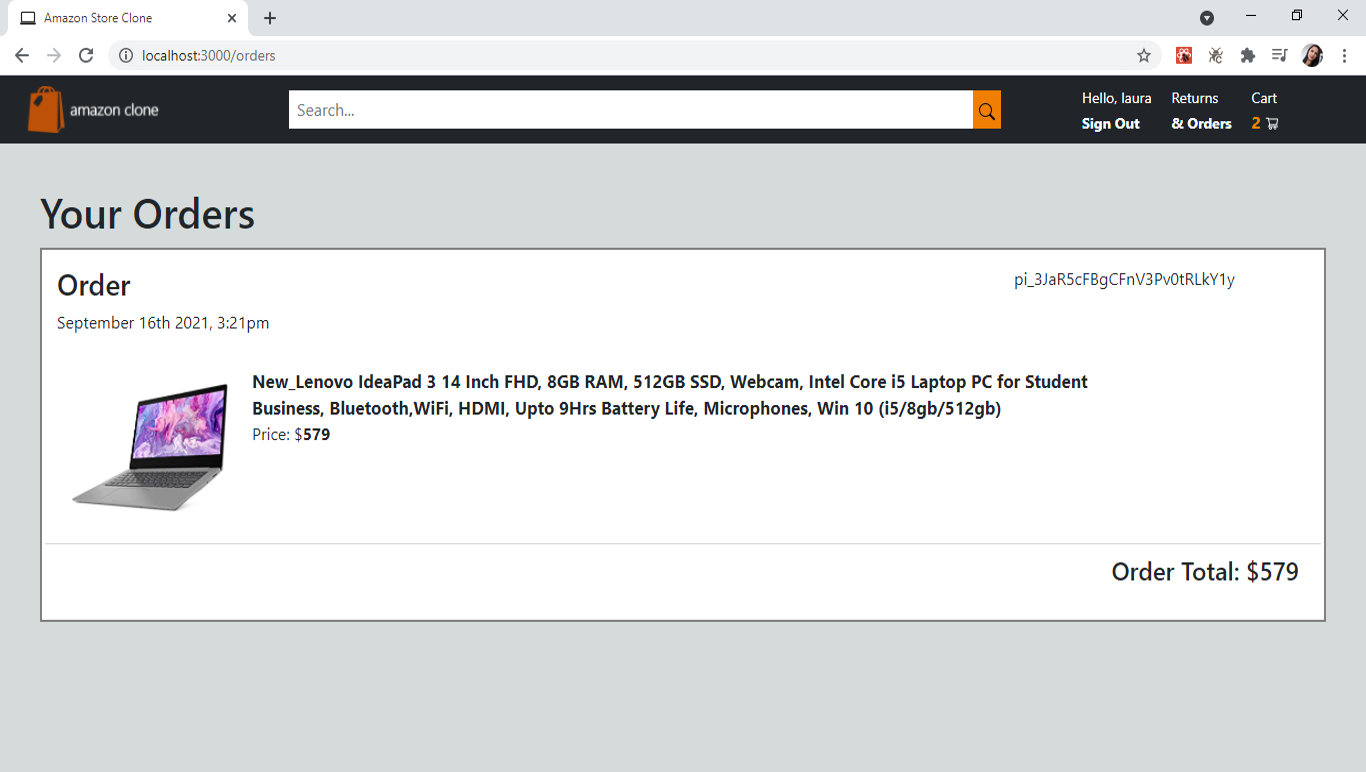 Amazon Store Clone
localhost:3000/orders
amazon clone
Search...
Hello, laura
Sign Out
Returns
& Orders
Cart
2
Your Orders
Order
pi_3JaR5cFBgCFnV3Pv0tRLkY1y
September 16th 2021, 3:21pm
New_Lenovo IdeaPad 3 14 Inch FHD, 8GB RAM, 512GB SSD, Webcam, Intel Core i5 Laptop PC for Student
Business, Bluetooth,WiFi, HDMI, Upto 9Hrs Battery Life, Microphones, Win 10 (i5/8gb/512gb)
Price: $579
Order Total: $579